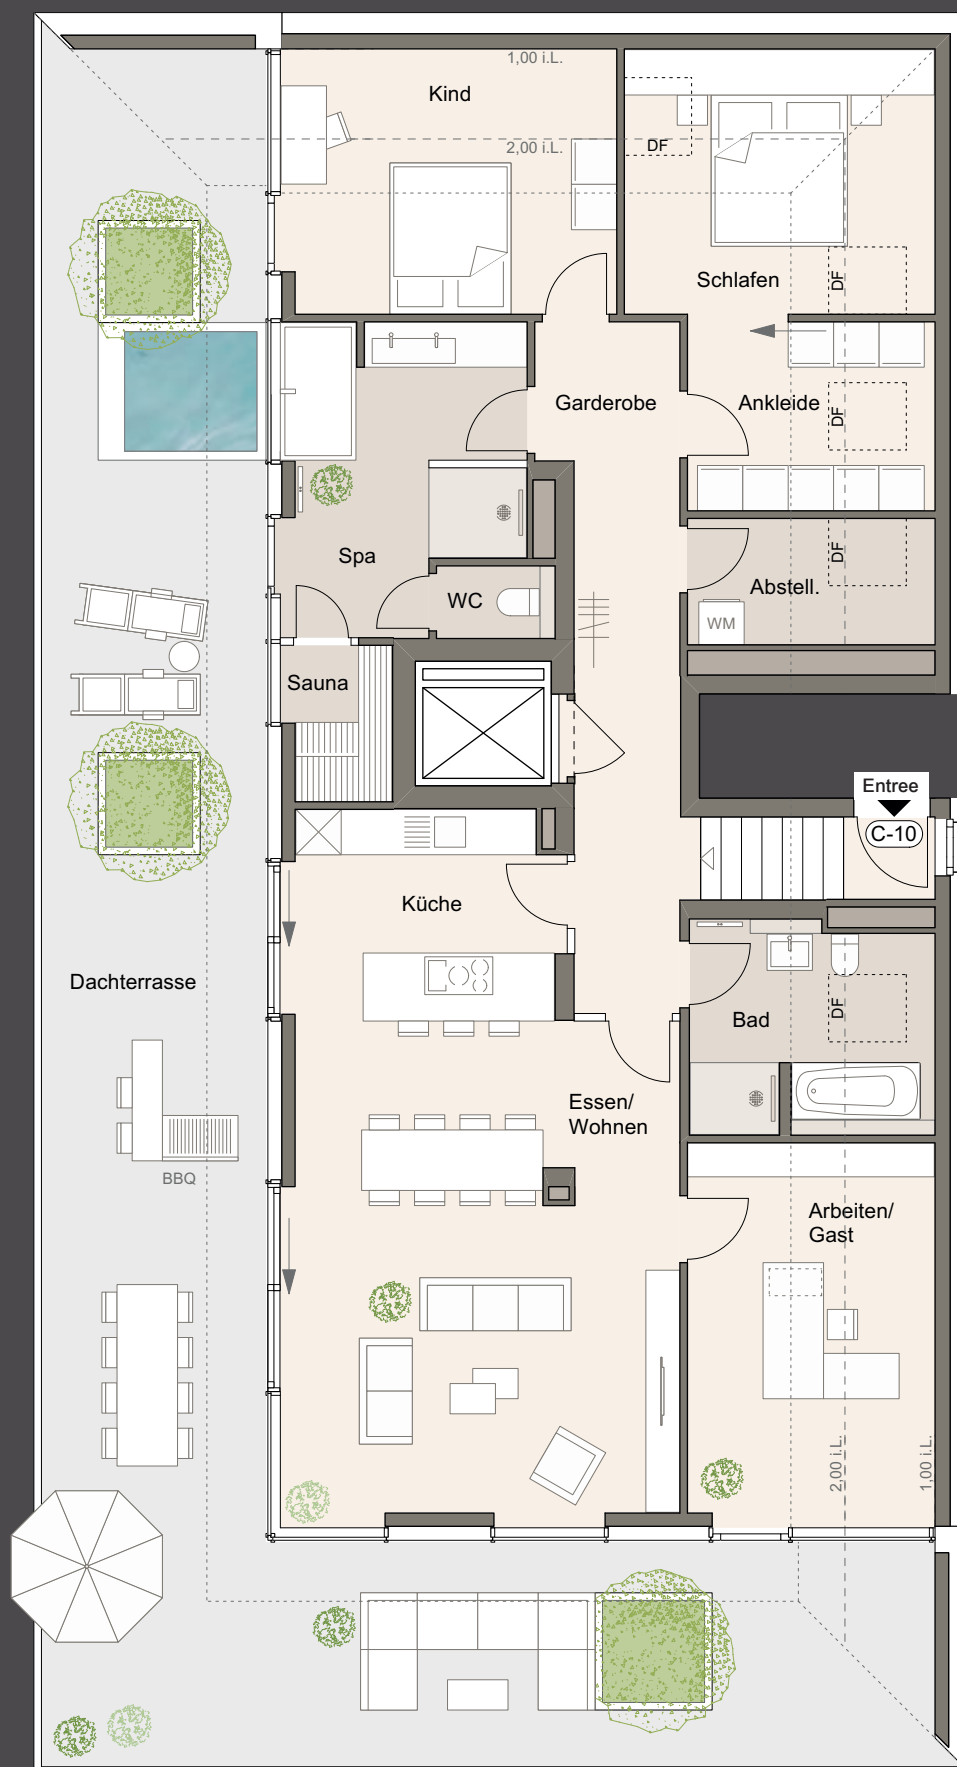 1,00 i.L.
Kind
2,00 i.L.
DF
Schlafen
DF
Garderobe
Ankleide
DF
Spa
DF
Abstell.
WC
WM
Sauna
Entree
C-10
Küche
Dachterrasse
DF
Bad
Essen/
Wohnen
BBQ
Arbeiten/
Gast
2,00 i.L.
1,00 i.L.